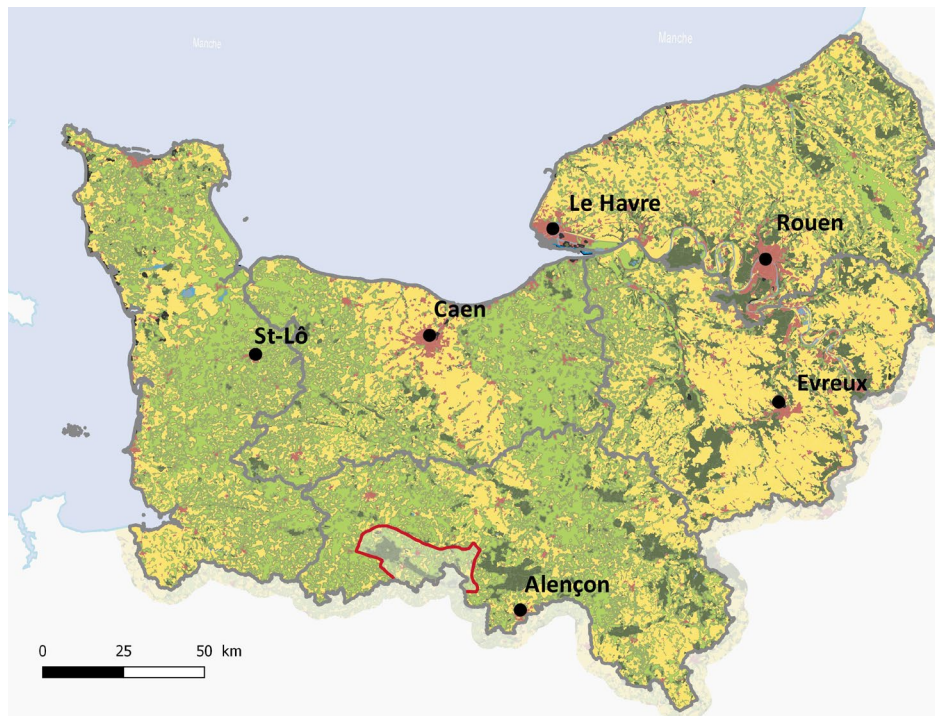 Manche
Manche
Le Havre
Rouen
Caen
St-Lô
Evreux
Alençon
0 25 50 km